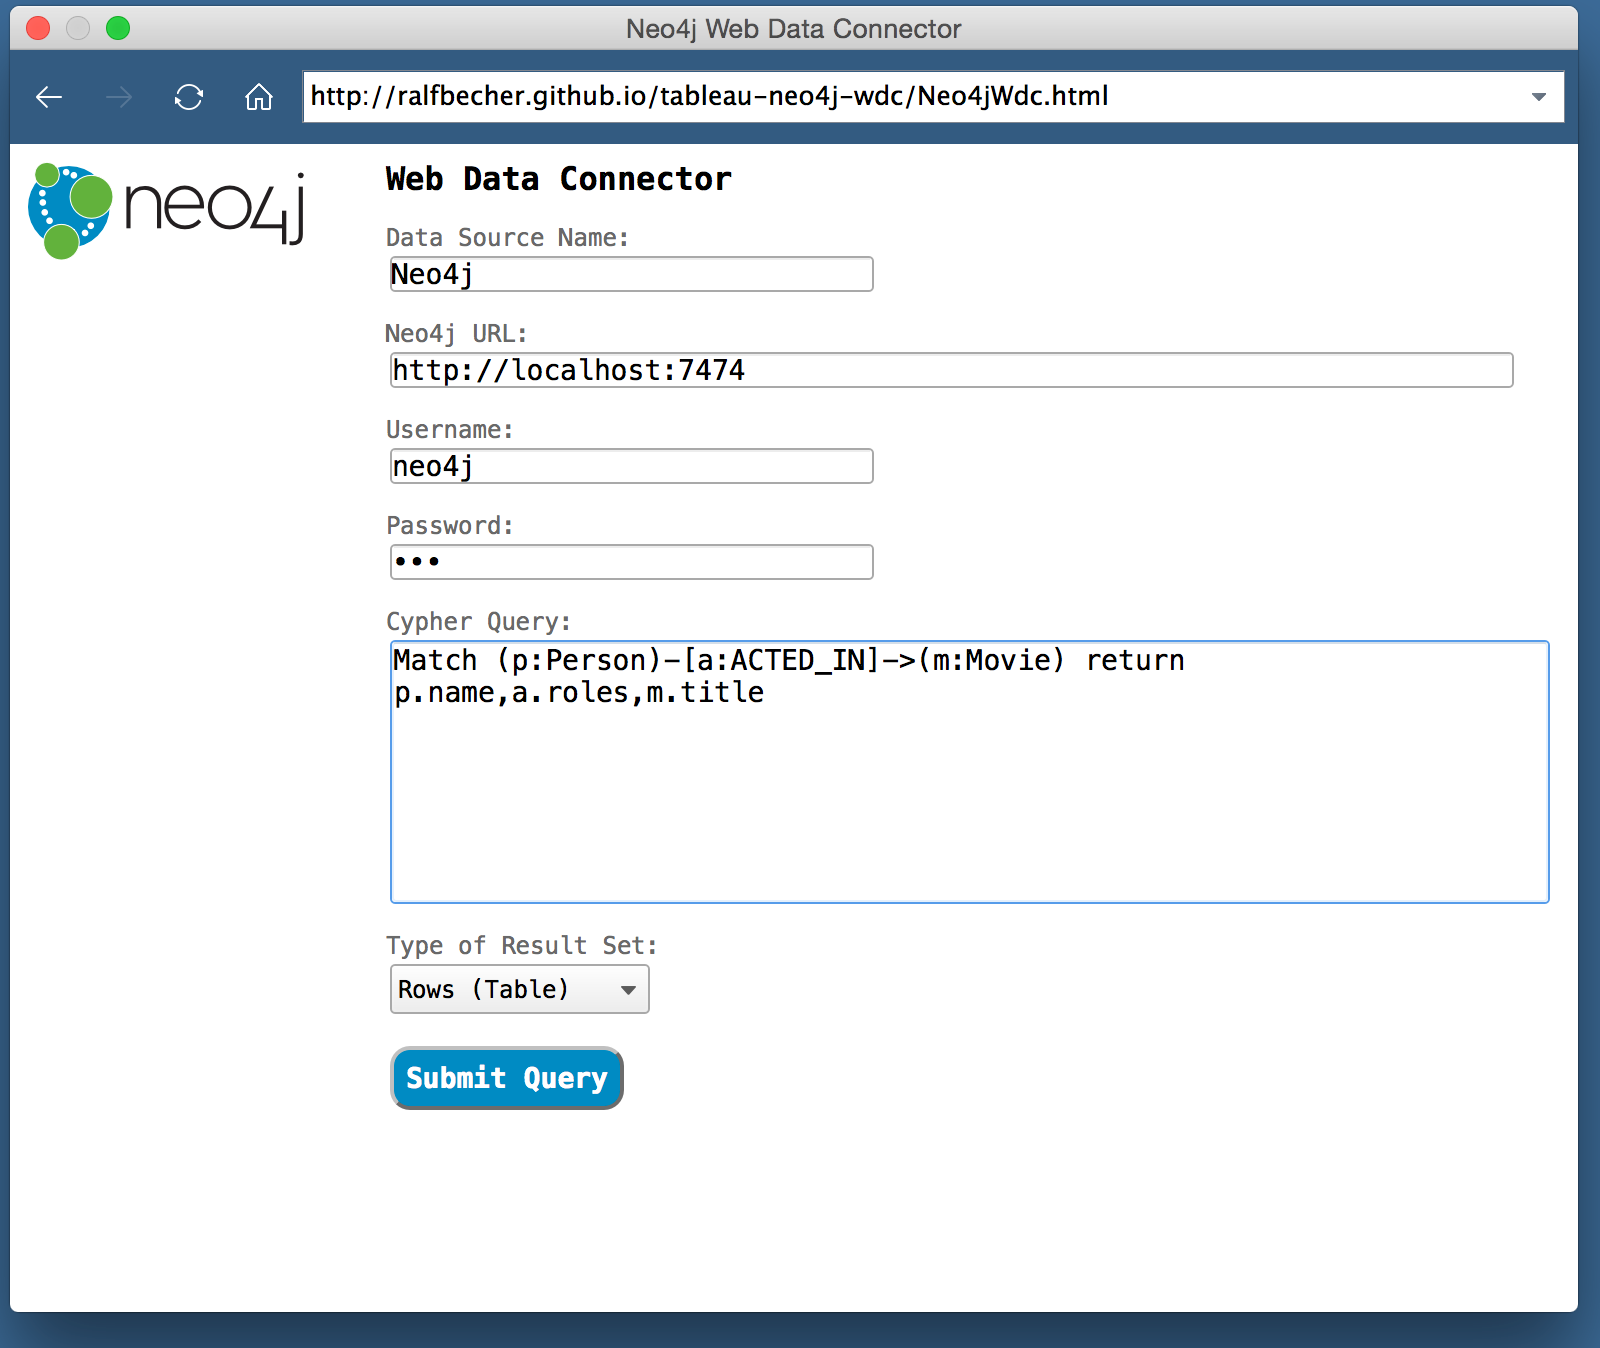 Neo4j Web Data Connector
http://ralfbecher.github.io/tableau-neo4j-wdc/Neo4jWdc.html
neo4j
Web Data Connector
Data Source Name:
Neo4j
Neo4j URL:
http://localhost:7474
Username:
neo4j
Password:
•••
Cypher Query:
Match (p:Person)-[a:ACTED_IN]->(m:Movie) return
p.name,a.roles,m.title
Type of Result Set:
Rows (Table)
Submit Query